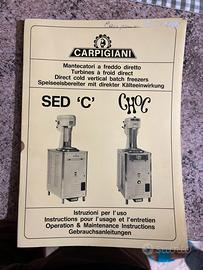 CARPIGIANI
Mantecatori a freddo diretto
Turbines à froid direct
Direct cold vertical batch freezers
Speiseeisbereiter mit direkter Kälteeinwirkung
SED 'C'
CHOC
Istruzioni per l'uso
Instructions pour l'usage et l'entretien
Operation & Maintenance Instructions
Gebrauchsanleitungen
subito